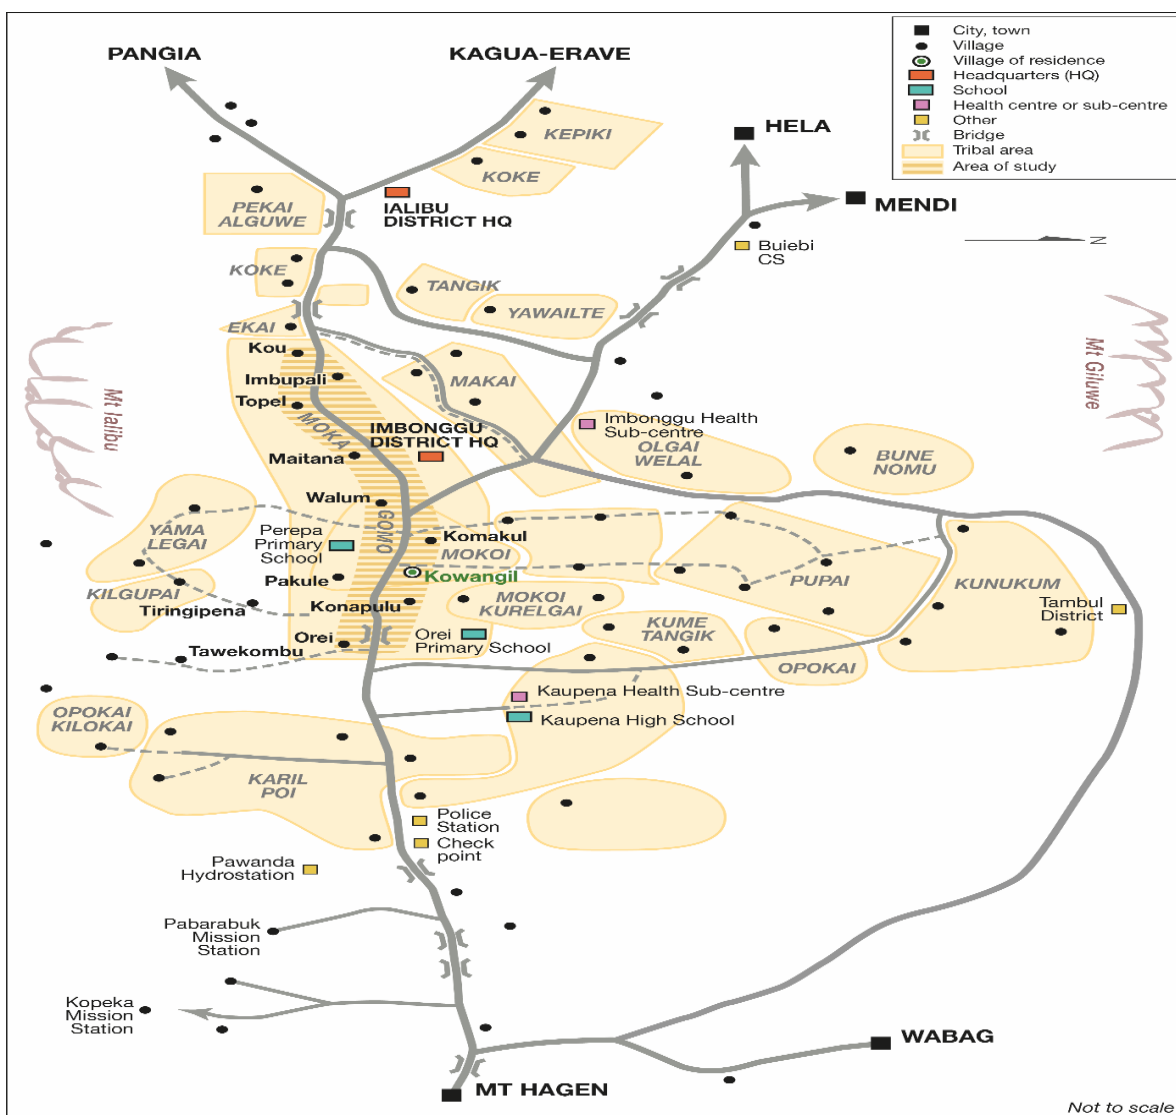 PANGIA
KAGUA-ERAVE
City, town
Village
Village of residence
Headquarters (HQ)
School
Health centre or sub-centre
Other
Bridge
Tribal area
Area of study
KEPIKI
HELA
KOKE
PEKAI
ALGUWE
IALIBU
DISTRICT HQ
MENDI
Buiebi
CS
N
KOKE
TANGIK
YAWAILTE
EKAI
Kou
Mt Ialibu
Mt Giluwe
Imbupali
MAKAI
Topel
MOKA
IMBONGGU
DISTRICT HQ
Imbonggu Health
Sub-centre
OLGAI
WELAL
BUNE
NOMU
Maitana
Walum
GOMO
YAMA
LEGAI
Perepa
Primary
School
Komakul
MOKOI
Kowangil
PUPAI
KUNUKUM
Pakule
KILGUPAI
Tiringipena
Konapulu
MOKOI
KURELGAI
Tambul
District
KUME
TANGIK
Orei
Orei
Primary School
Tawekombu
OPOKAI
Kaupena Health Sub-centre
Kaupena High School
OPOKAI
KILOKAI
KARIL
POI
Police
Station
Check
point
Pawanda
Hydrostation
Pabarabuk
Mission
Station
Kopeka
Mission
Station
WABAG
MT HAGEN
Not to scale